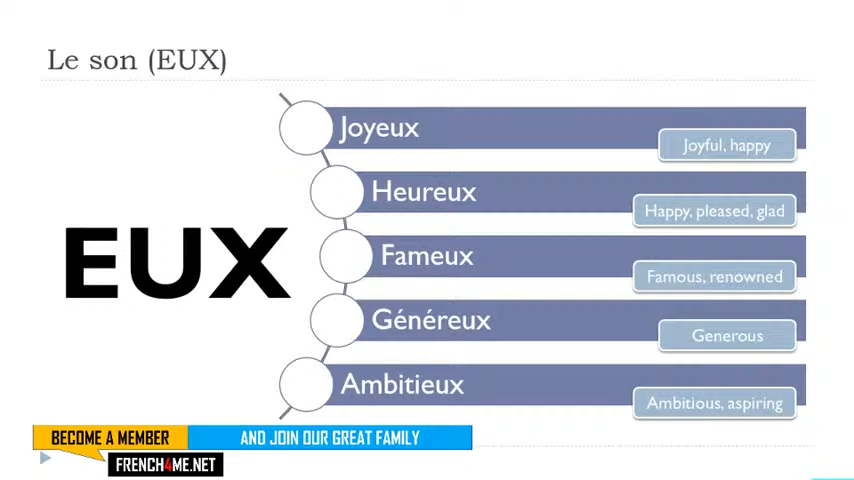 Le son (EUX)
EUX
Joyeux
Joyful, happy
Heureux
Happy, pleased, glad
Fameux
Famous, renowned
Généreux
Generous
Ambitieux
Ambitious, aspiring
BECOME A MEMBER
AND JOIN OUR GREAT FAMILY
FRENCH4ME.NET